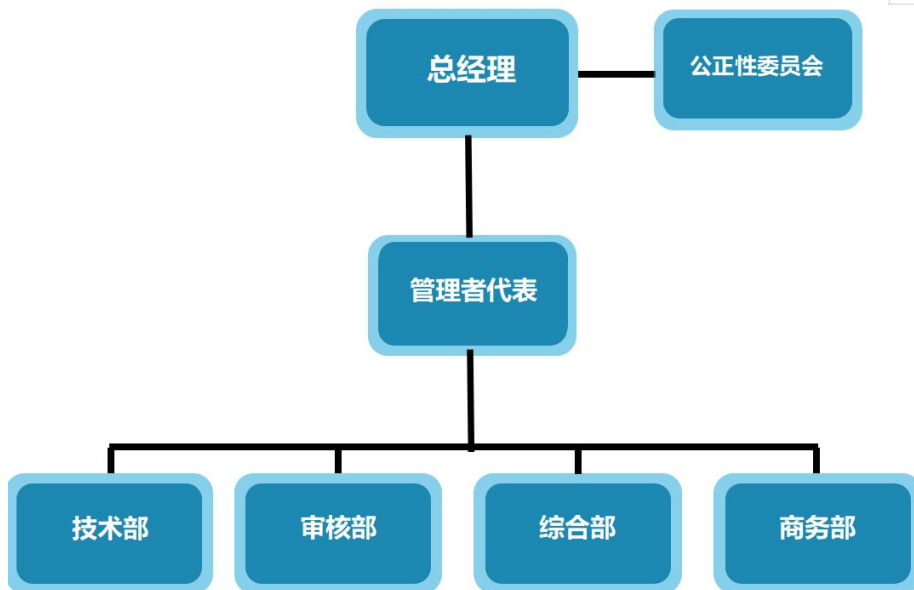 总经理
公正性委员会
管理者代表
技术部
审核部
综合部
商务部